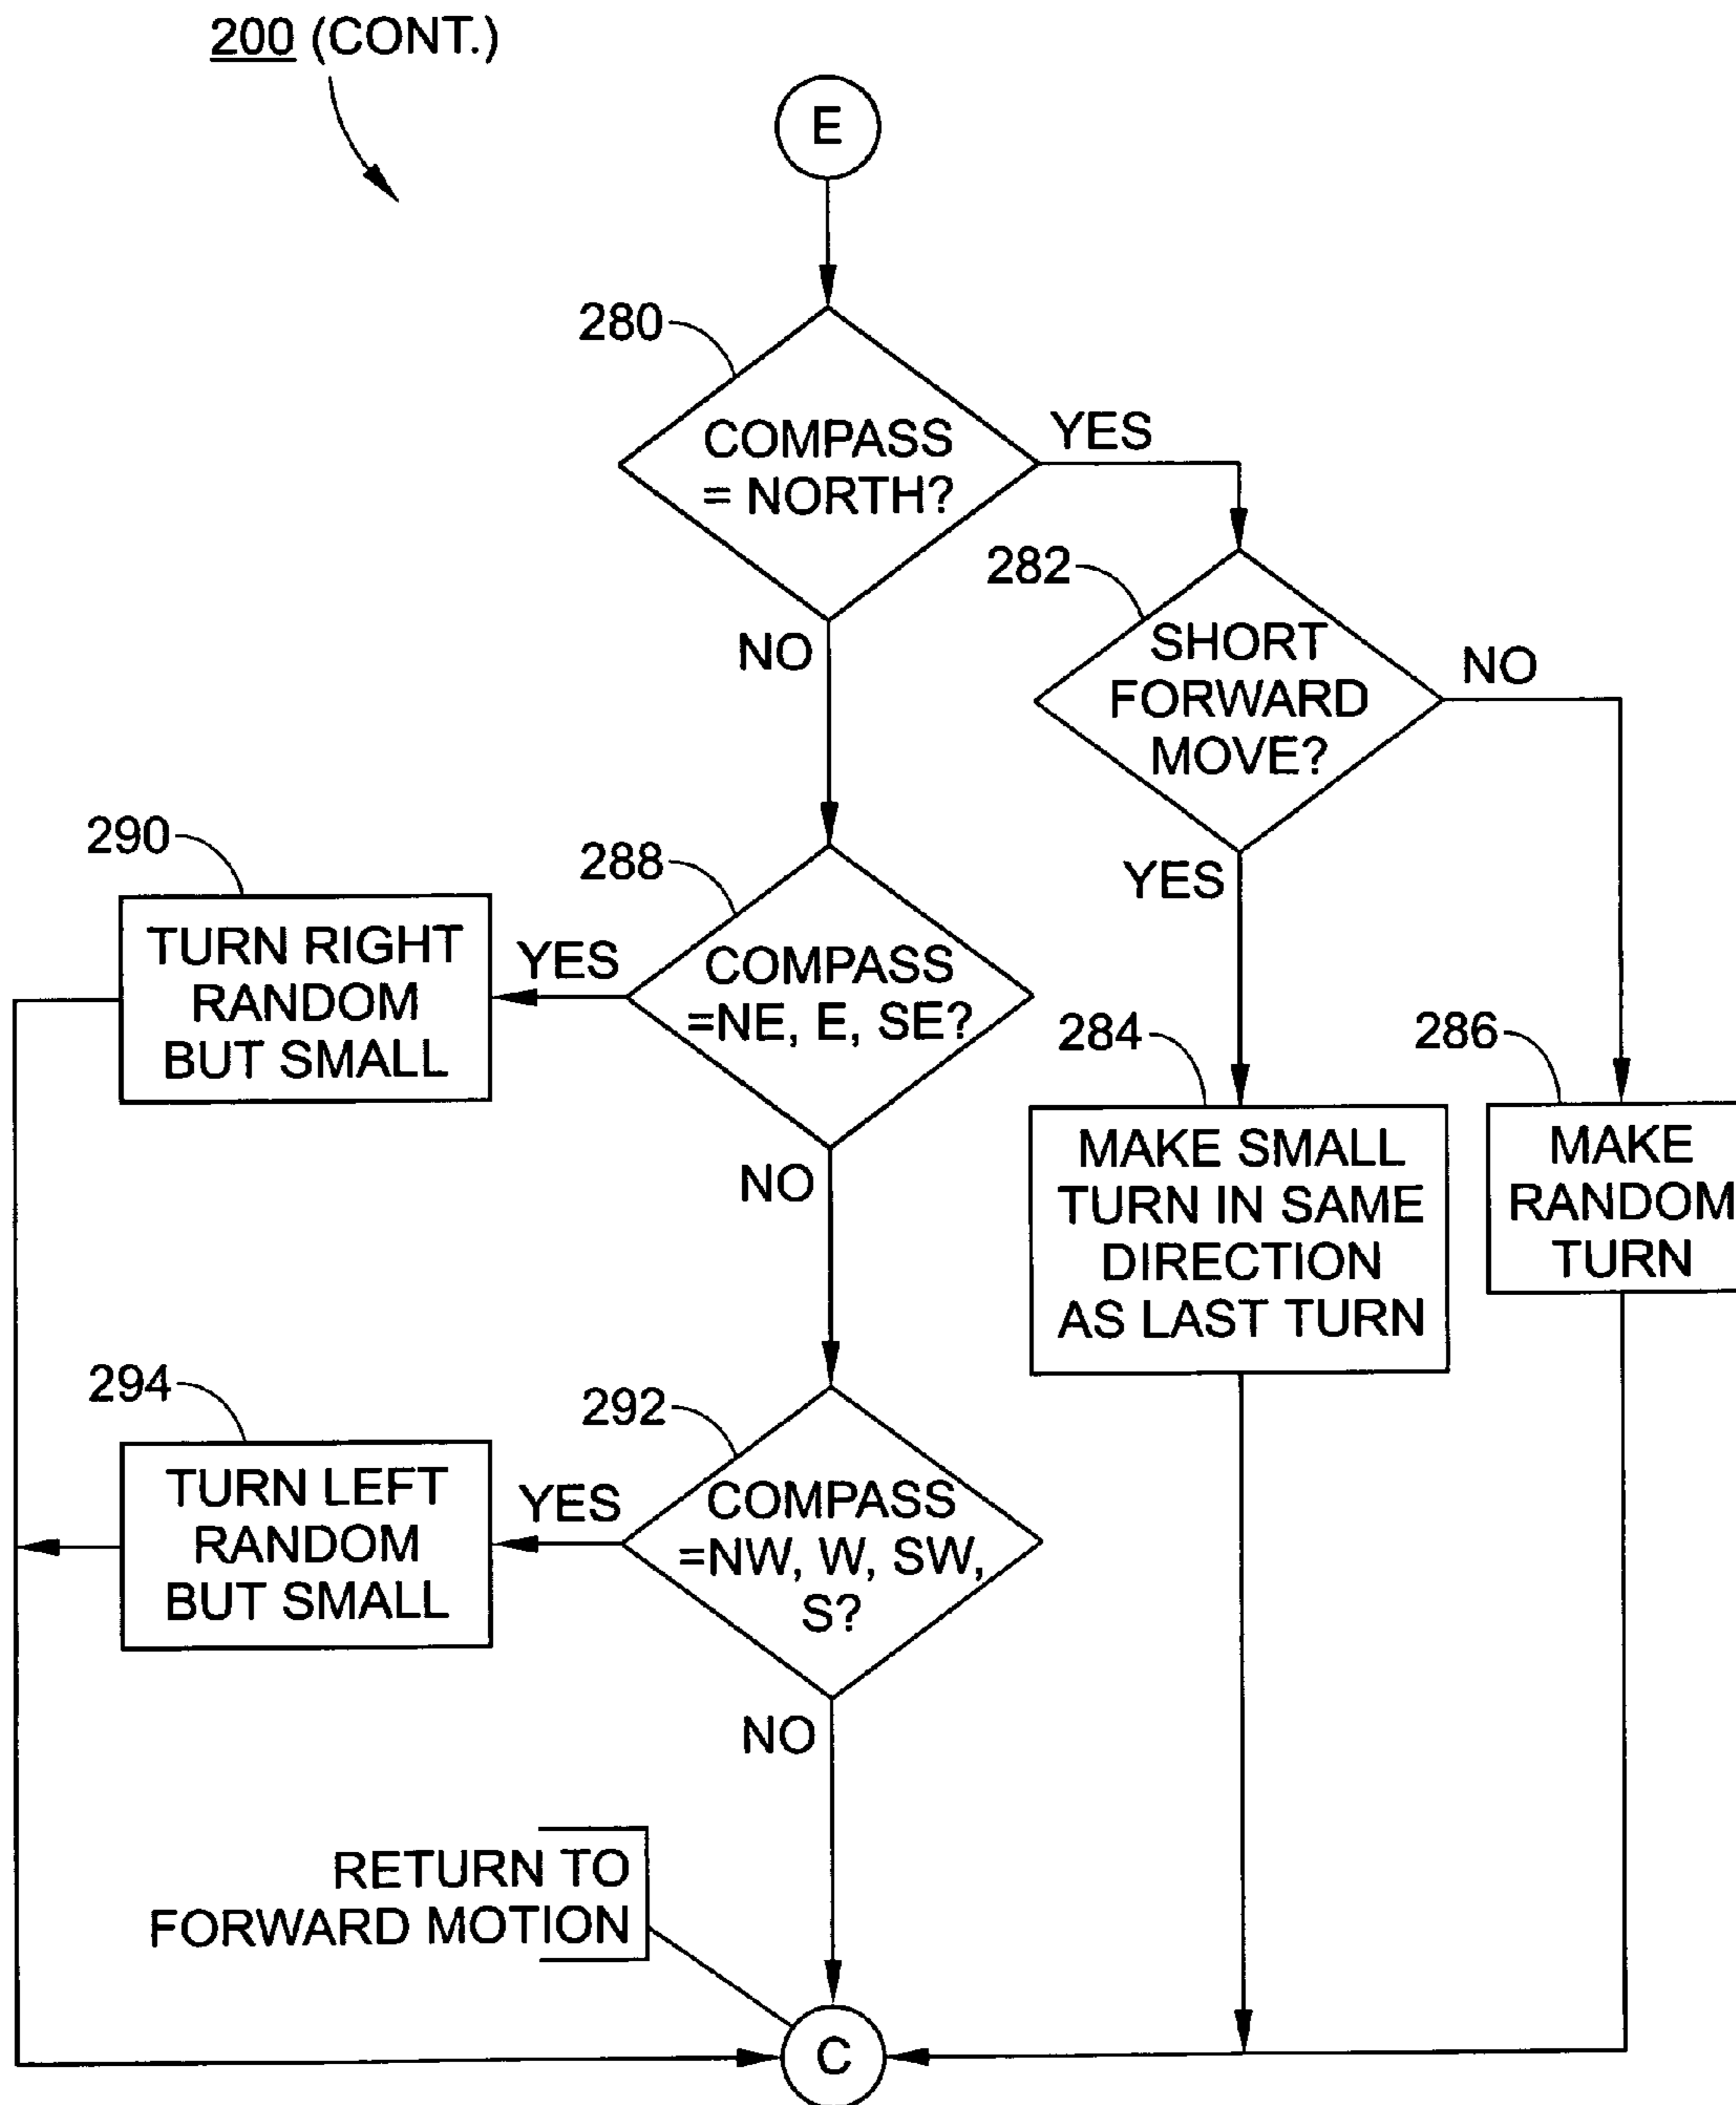 200 (CONT.)
E
280
COMPASS
= NORTH?
YES
NO
282
SHORT
FORWARD
MOVE?
NO
YES
290
TURN RIGHT
RANDOM
BUT SMALL
YES
288
COMPASS
=NE, E, SE?
NO
284
MAKE SMALL
TURN IN SAME
DIRECTION
AS LAST TURN
286
MAKE
RANDOM
TURN
294
TURN LEFT
RANDOM
BUT SMALL
YES
292
COMPASS
=NW, W, SW,
S?
NO
RETURN TO
FORWARD MOTION
C